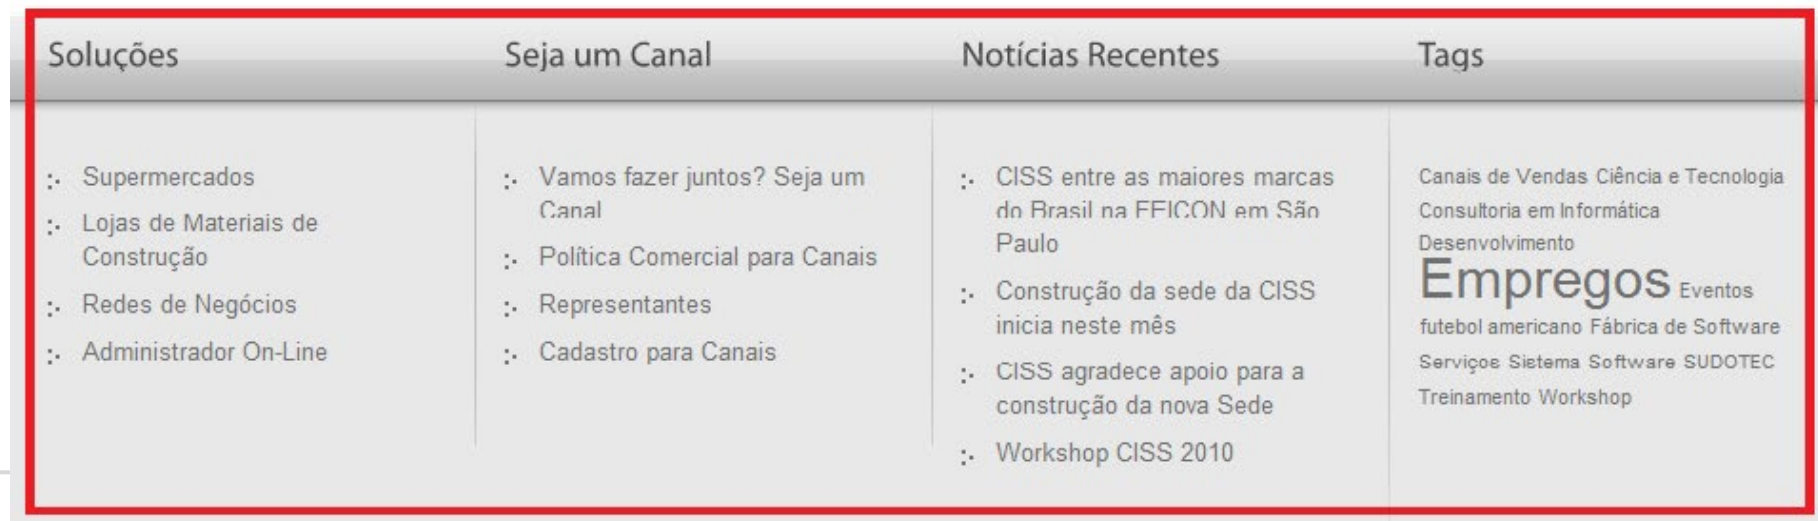 Soluções
Supermercados
Lojas de Materiais de
Construção
Redes de Negócios
Administrador On-Line
Seja um Canal
Vamos fazer juntos? Seja um
Canal
Política Comercial para Canais
Representantes
Cadastro para Canais
Notícias Recentes
CISS entre as maiores marcas
do Brasil na FEICON em São
Paulo
Construção da sede da CISS
inicia neste mês
CISS agradece apoio para a
construção da nova Sede
Workshop CISS 2010
Tags
Canais de Vendas Ciência e Tecnologia
Consultoria em Informática
Desenvolvimento
Empregos Eventos
futebol americano Fábrica de Software
Serviços Sistema Software SUDOTEC
Treinamento Workshop